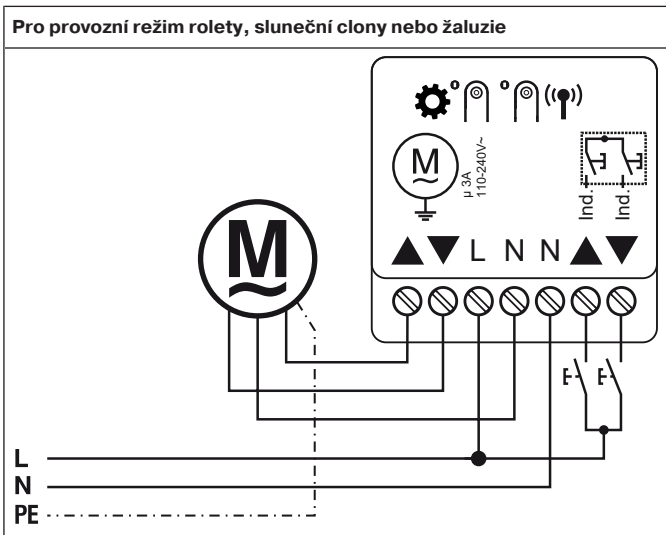 Pro provozní režim rolety, sluneční clony nebo žaluzie
M
µ 3A
110-240V~
Ind.
Ind.
L N N
M
L
N
PE